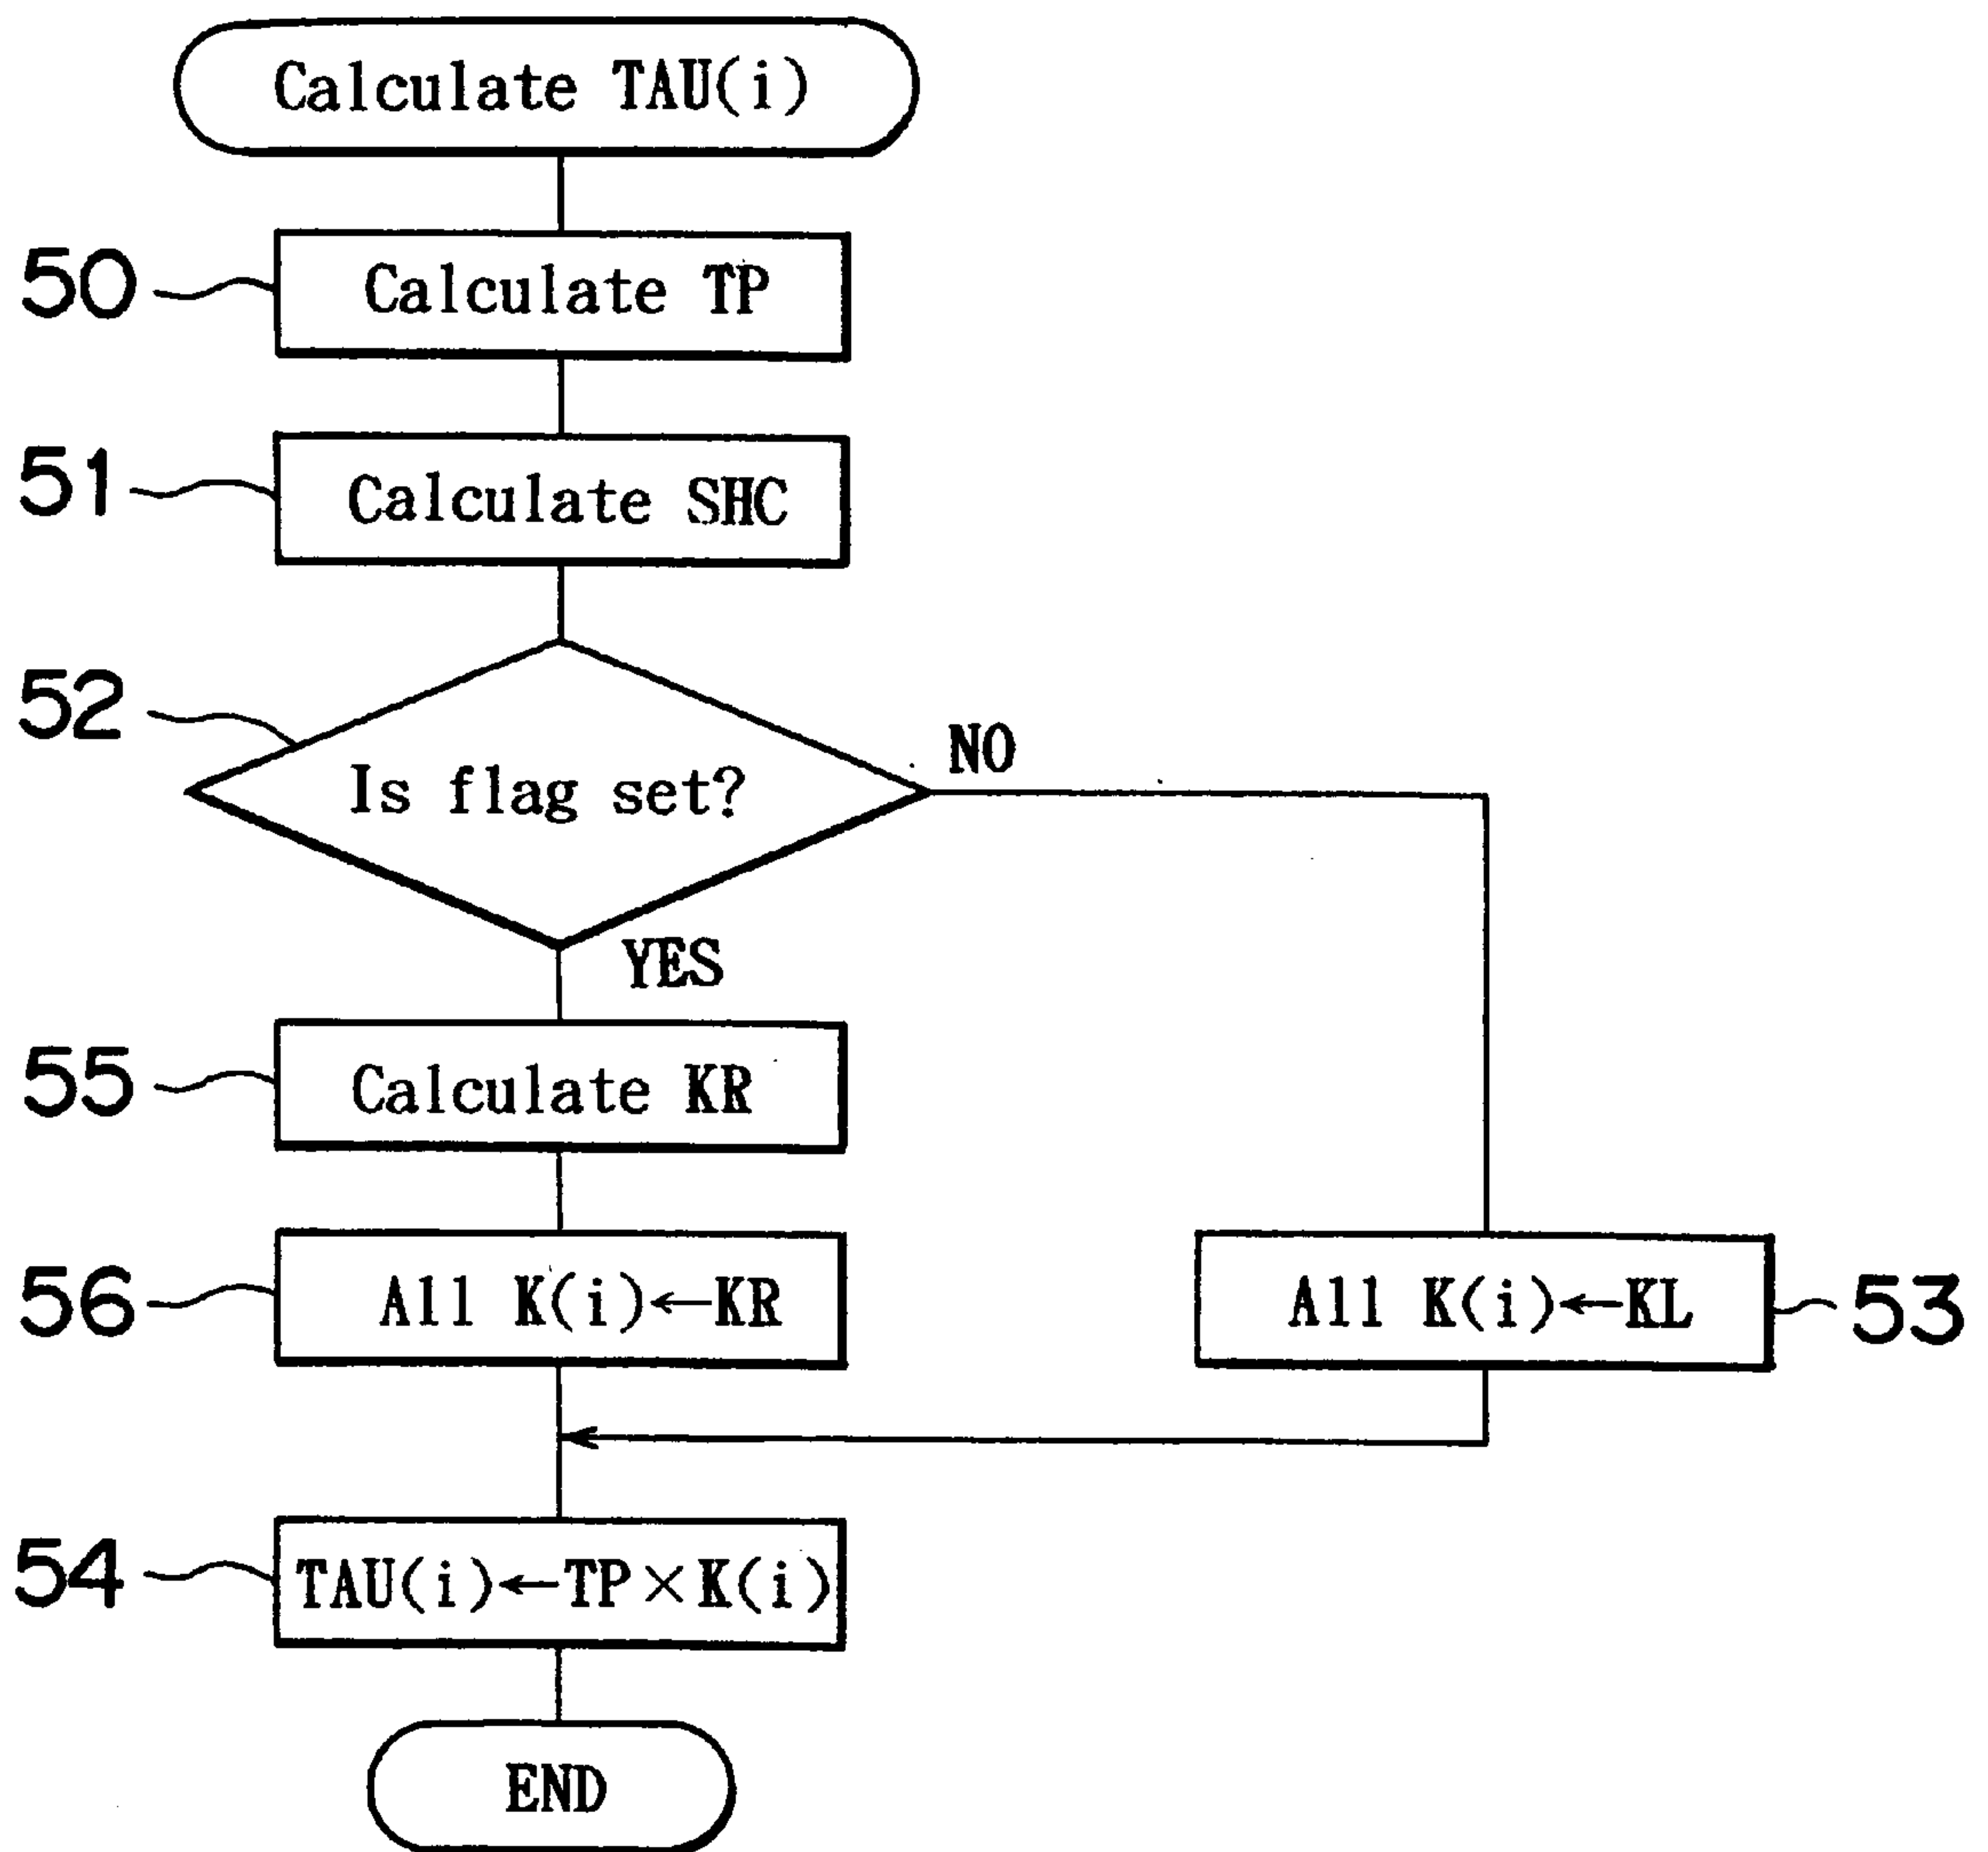 Calculate TAU(i)
50
Calculate TP
51
Calculate SHC
52
Is flag set?
NO
YES
55
Calculate KR
56
All K(i)←KR
All K(i)←KL
53
54
TAU(i)←TP×K(i)
END